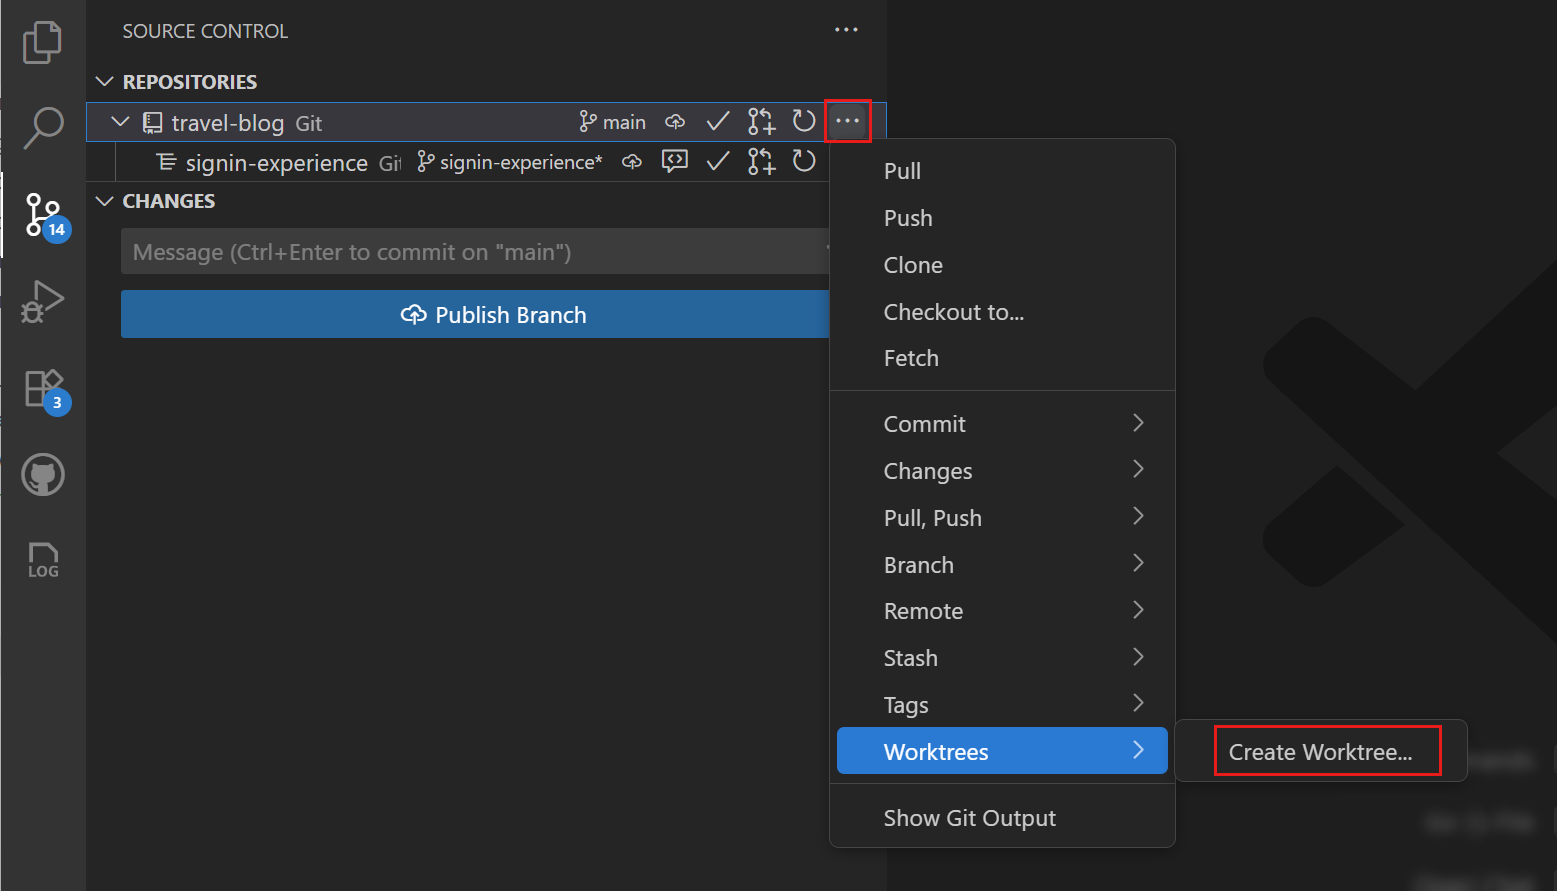 SOURCE CONTROL
REPOSITORIES
travel-blog Git main
signin-experience Git signin-experience*
14
CHANGES
Message (Ctrl+Enter to commit on "main")
Publish Branch
3
LOG
Pull
Push
Clone
Checkout to...
Fetch
Commit
Changes
Pull, Push
Branch
Remote
Stash
Tags
Worktrees
Create Worktree...
Show Git Output